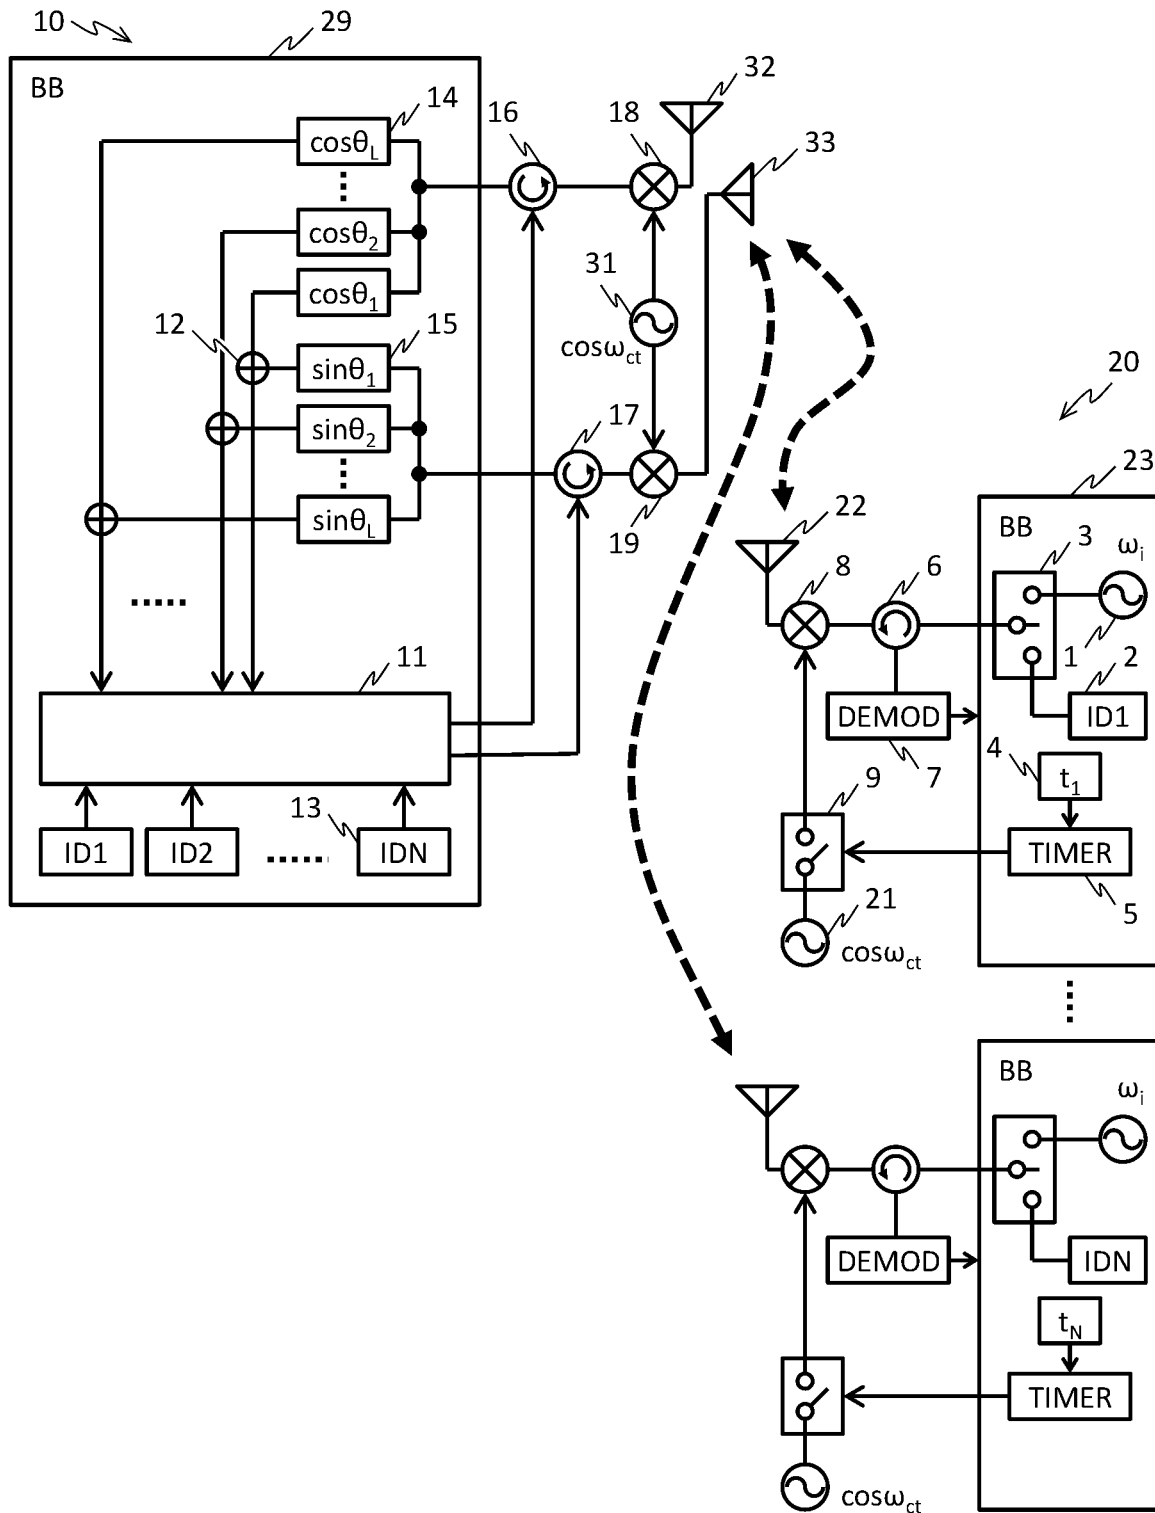 10
29
BB
14
cosθL
16
18
32
33
cosθ2
cosθ1
12
15
31
cosωct
sinθ1
sinθ2
17
sinθL
19
20
23
22
BB
3
ωi
8
6
11
1
2
DEMOD
ID1
7
4
t1
9
13
ID1
ID2
IDN
TIMER
21
5
cosωct
BB
ωi
DEMOD
IDN
tN
TIMER
cosωct